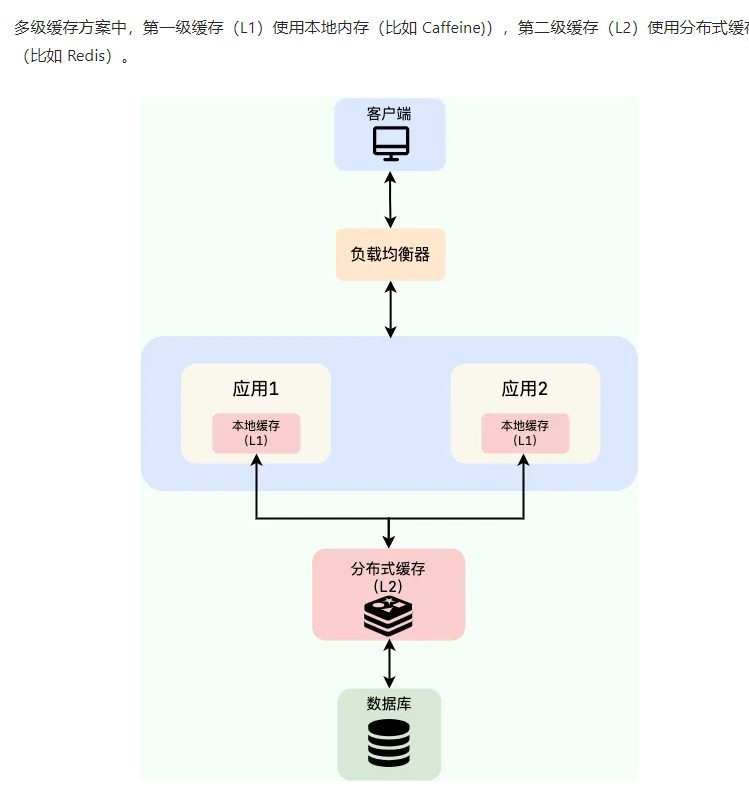 多级缓存方案中，第一级缓存（L1）使用本地内存（比如 Caffeine)），第二级缓存（L2）使用分布式缓
（比如 Redis）。
客户端
负载均衡器
应用1
应用2
本地缓存
（L1）
本地缓存
（L1）
分布式缓存
（L2）
数据库